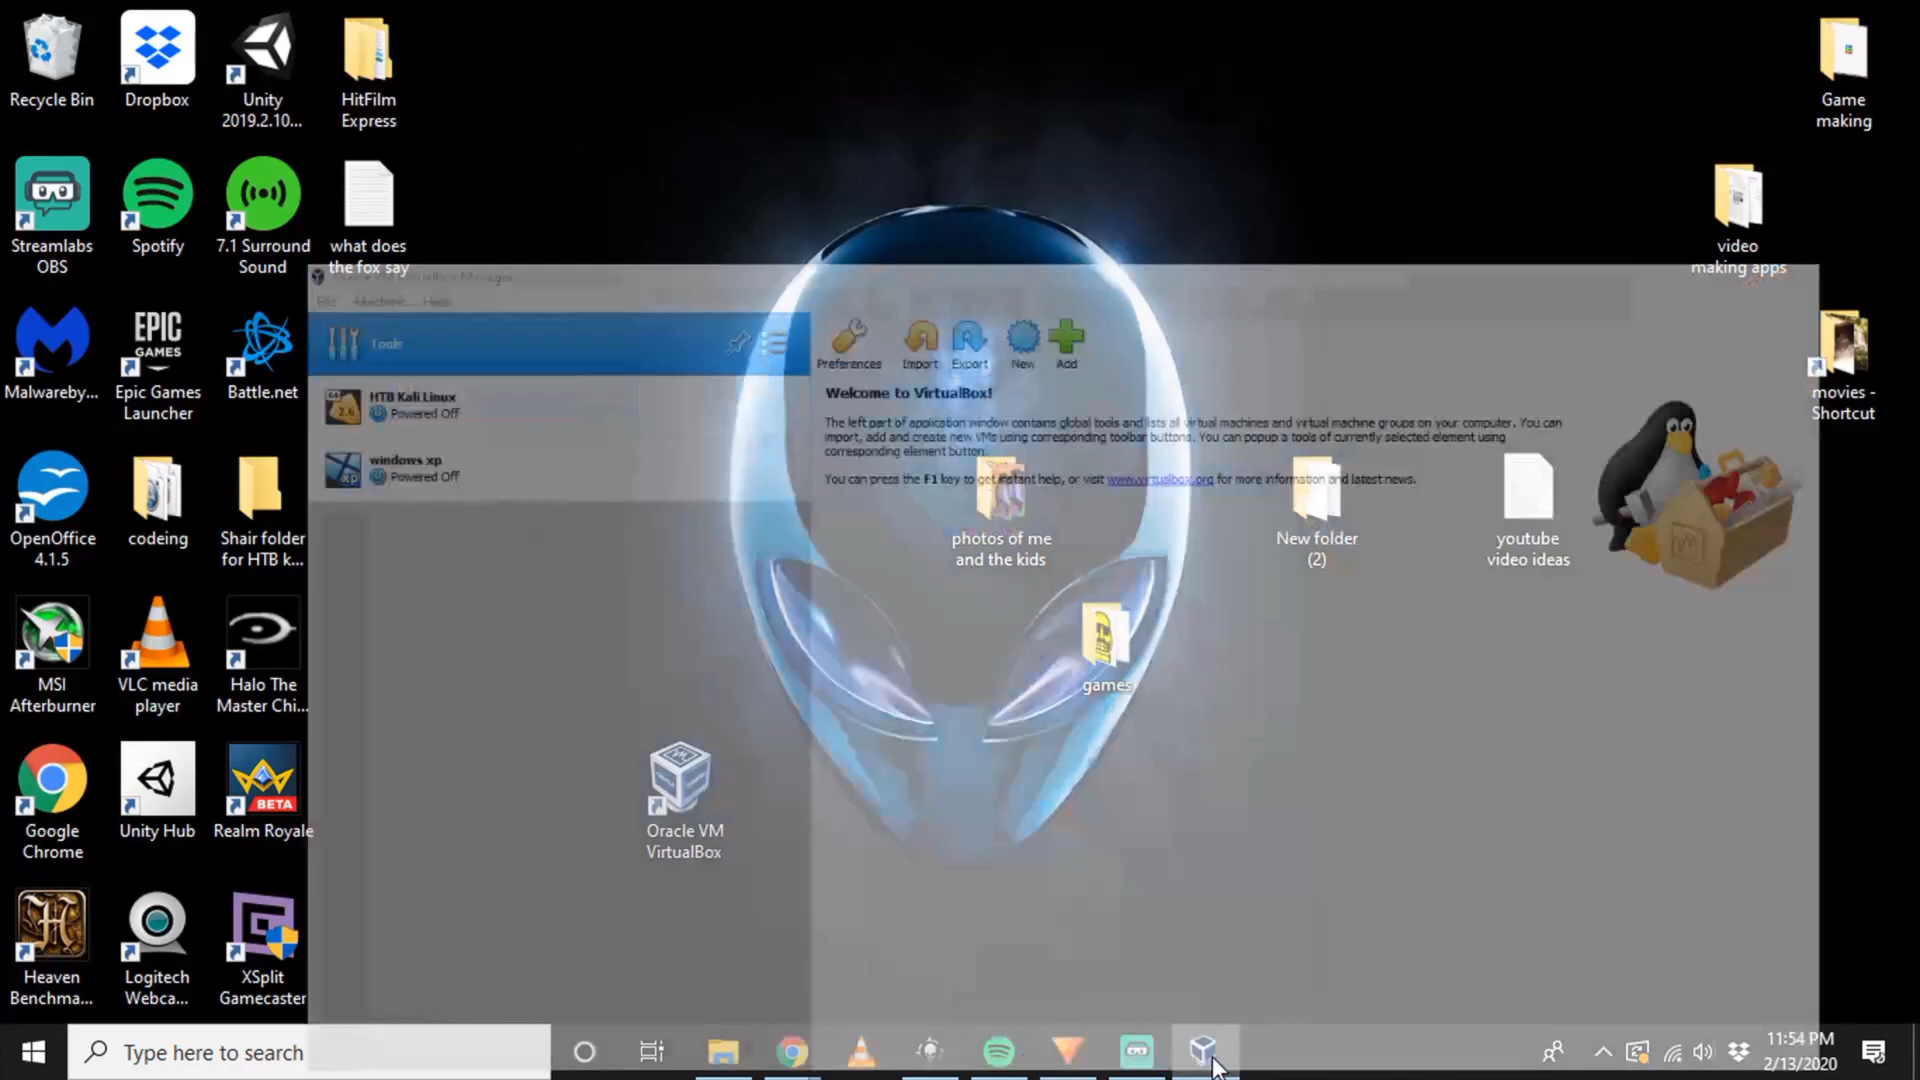 Recycle Bin
Dropbox
Unity
2019.2.10...
HitFilm
Express
Game
making
Streamlabs
OBS
Spotify
7.1 Surround
Sound
what does
the fox say
video
making apps
Manager
File Machine Help
Tools
Preferences
Import
Export
New
Add
Malwareby...
EPIC
GAMES
Epic Games
Launcher
Battle.net
HTB Kali Linux
Powered Off
windows xp
Powered Off
Welcome to VirtualBox!
The left part of application window contains global tools and lists all virtual machines and virtual machine groups on your computer. You can
import, add and create new VMs using corresponding toolbar buttons. You can popup a tools of currently selected element using
corresponding element button.
You can press the F1 key to get instant help, or visit www.virtualbox.org for more information and latest news.
movies -
Shortcut
OpenOffice
4.1.5
codeing
Shair folder
for HTB k...
photos of me
and the kids
New folder
(2)
youtube
video ideas
MSI
Afterburner
VLC media
player
Halo The
Master Chi...
games
Google
Chrome
Unity Hub
BETA
Realm Royale
Oracle VM
VirtualBox
Heaven
Benchma...
Logitech
Webca...
XSplit
Gamecaster
Type here to search
11:54 PM
2/13/2020